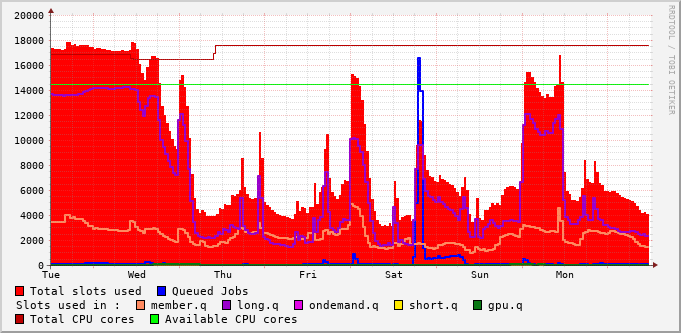 20000
18000
16000
14000
12000
10000
8000
6000
4000
2000
0
Tue Wed Thu Fri Sat Sun Mon
RRDTOOL / TOBI OETIKER
Total slots used Queued Jobs
Slots used in : member.q long.q ondemand.q short.q gpu.q
Total CPU cores Available CPU cores